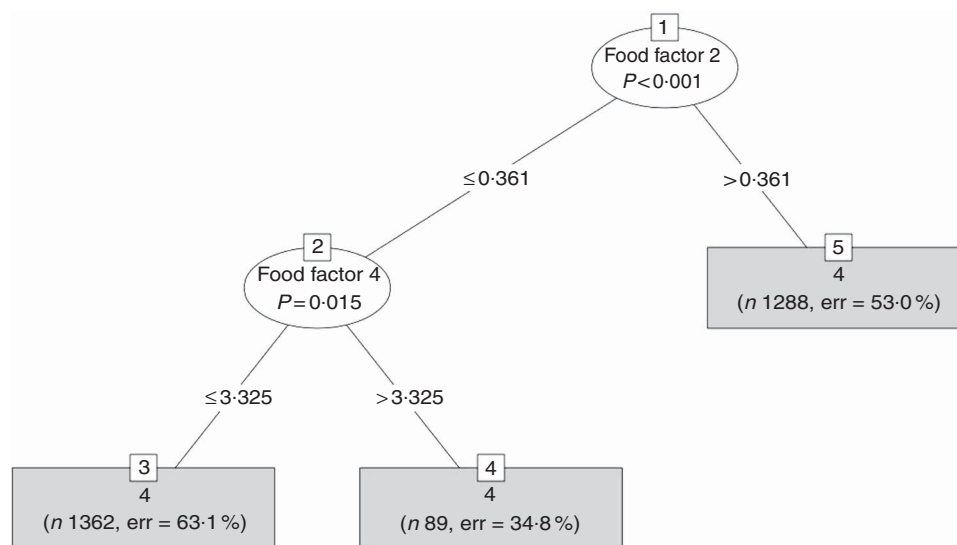 1
Food factor 2
P<0·001
≤0·361
>0·361
2
Food factor 4
P=0·015
5
4
(n 1288, err = 53·0 %)
≤3·325
>3·325
3
4
(n 1362, err = 63·1 %)
4
4
(n 89, err = 34·8 %)